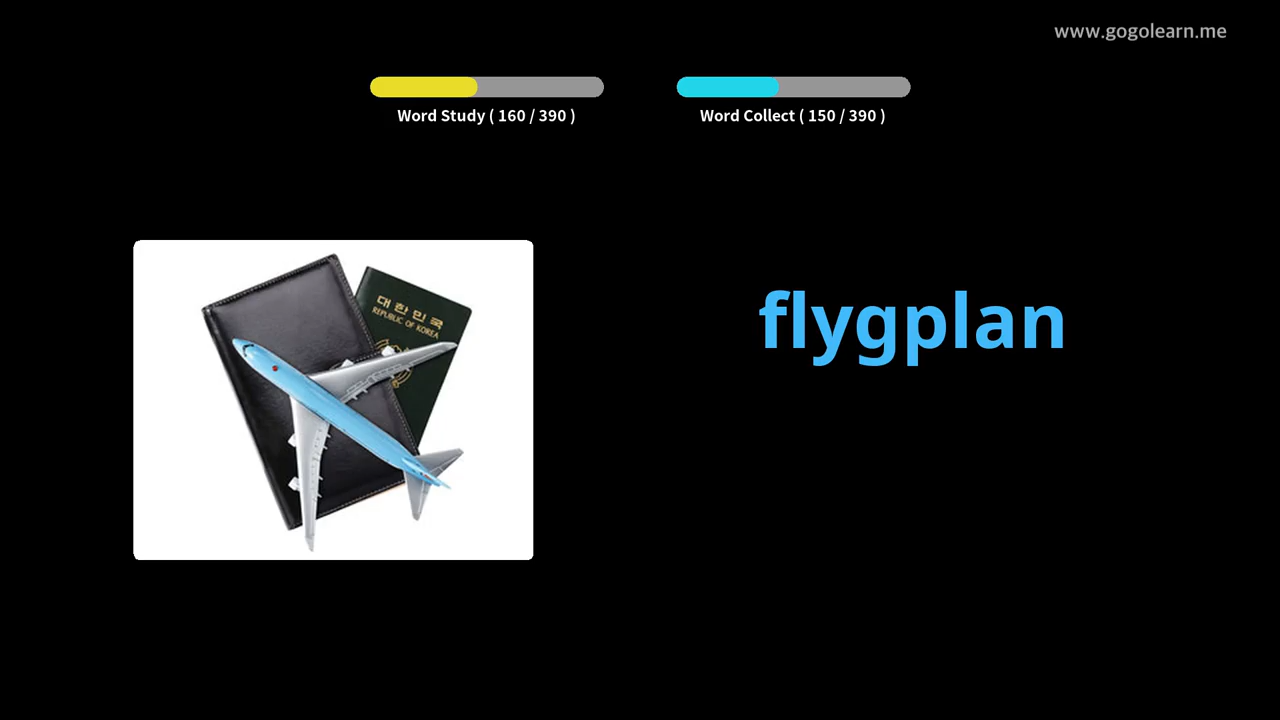 www.gogolearn.me
Word Study ( 160 / 390 )
Word Collect ( 150 / 390 )
대한민국
REPUBLIC OF KOREA
flygplan